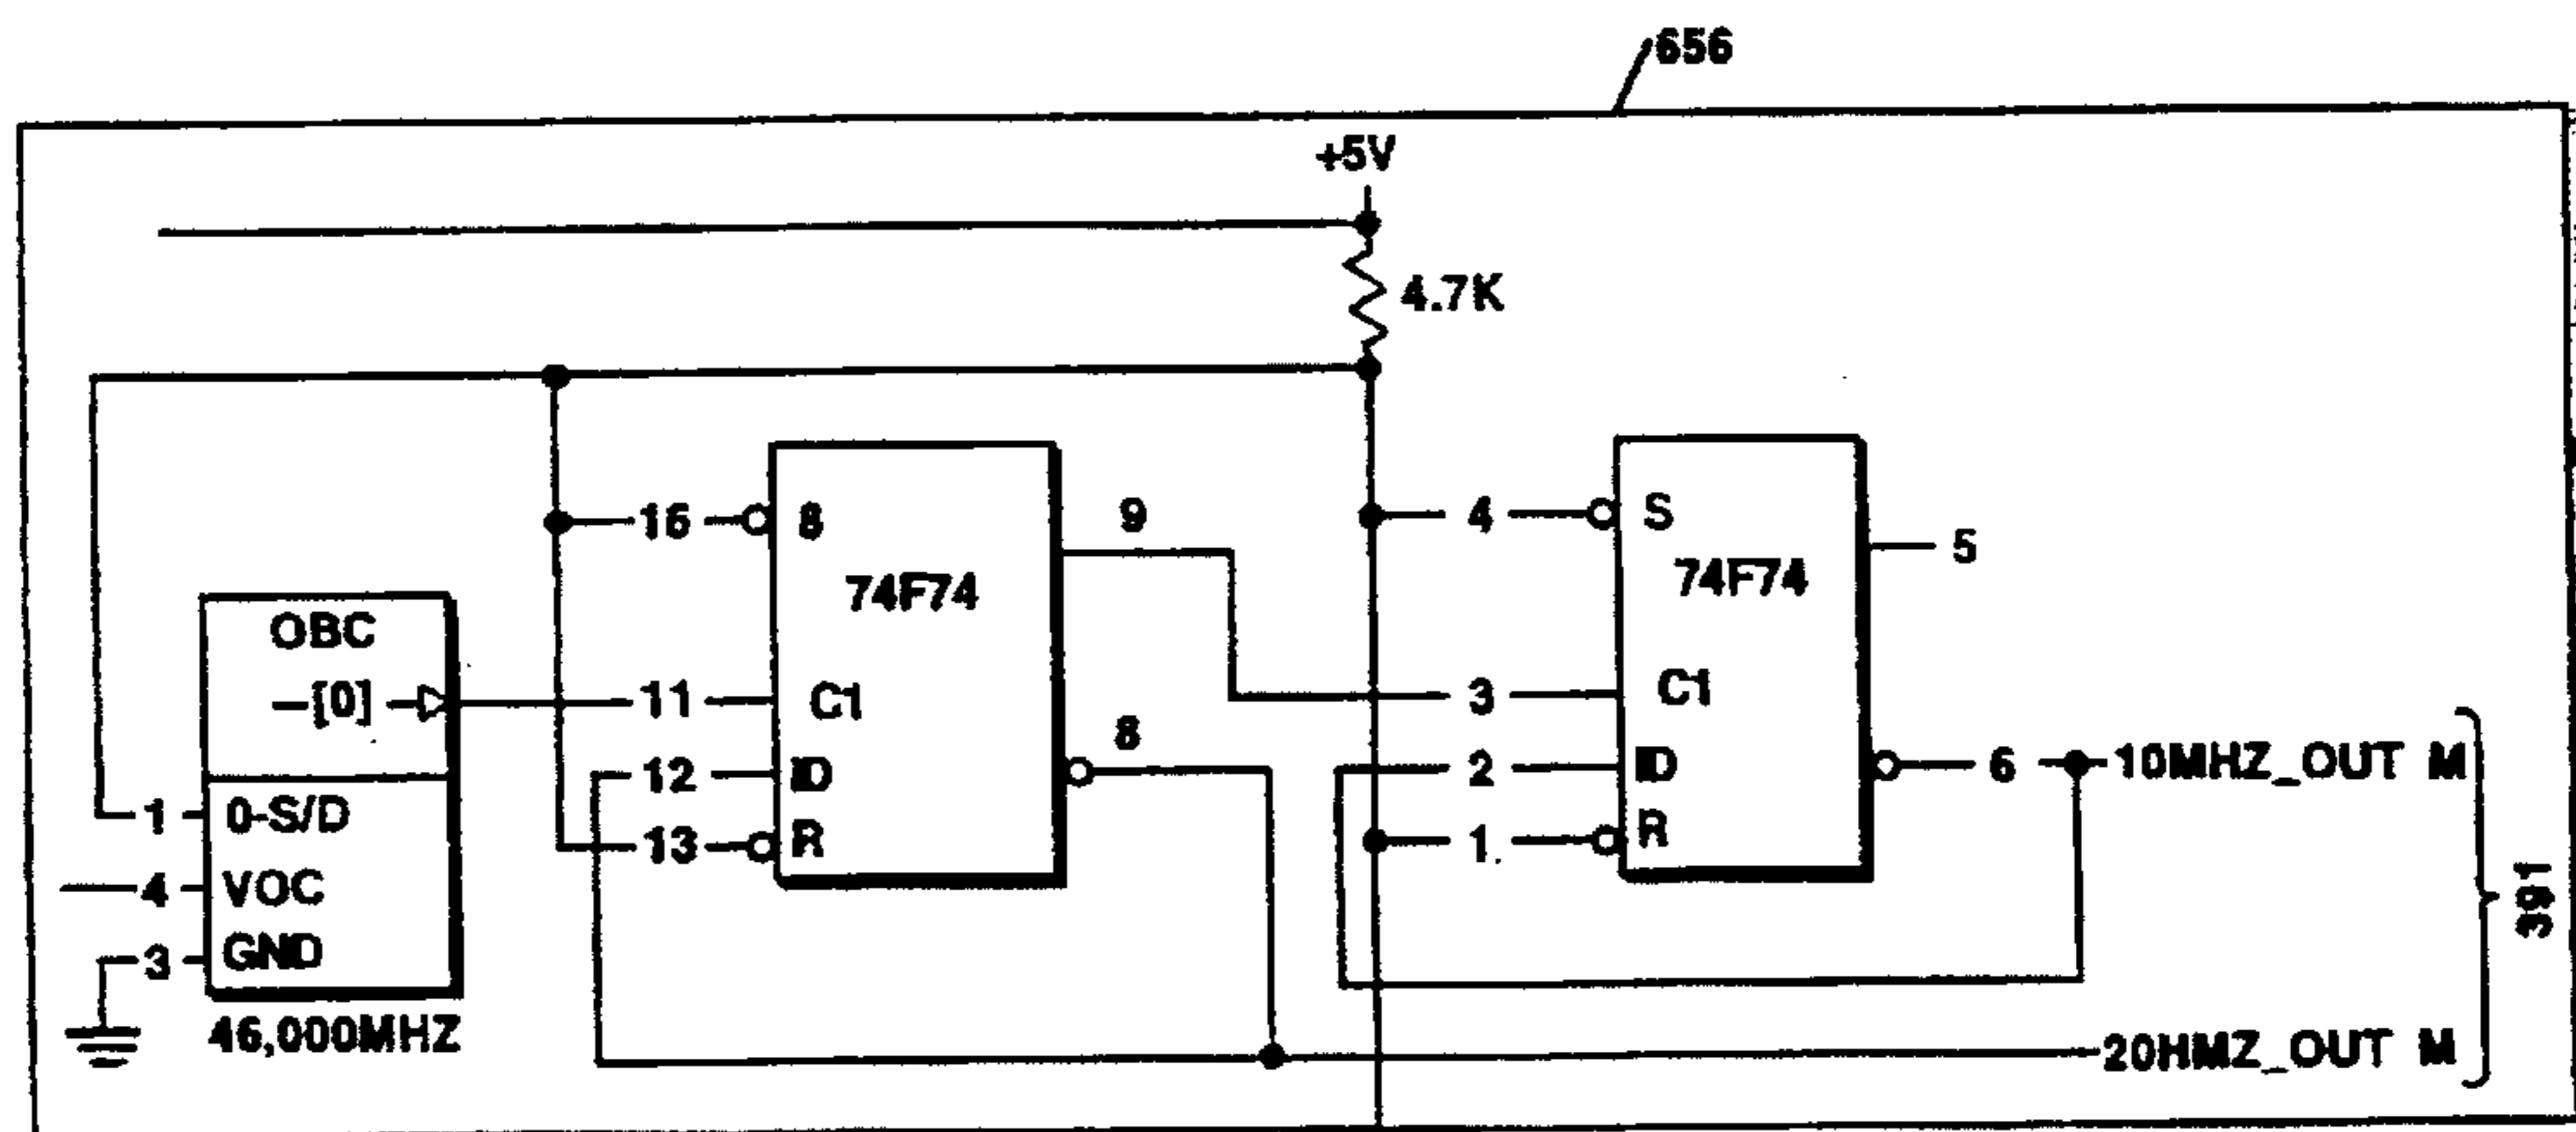 656
+5V
4.7K
16 8
9
4 S
5
74F74
74F74
OBC
-[0]
11 C1
3 C1
8
12 ID
2 ID
6 10MHZ_OUT M
1 0-S/D
13 R
1 R
4 VOC
391
3 GND
46,000MHZ
20HMZ_OUT M